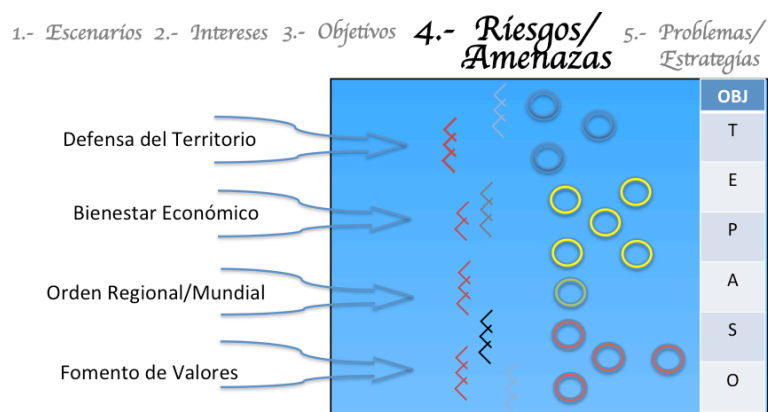 1.- Escenarios 2.- Intereses 3.- Objetivos 4.- Riesgos/ Amenazas 5.- Problemas/ Estrategias
OBJ
Defensa del Territorio
T
E
Bienestar Económico
P
Orden Regional/Mundial
A
S
Fomento de Valores
O